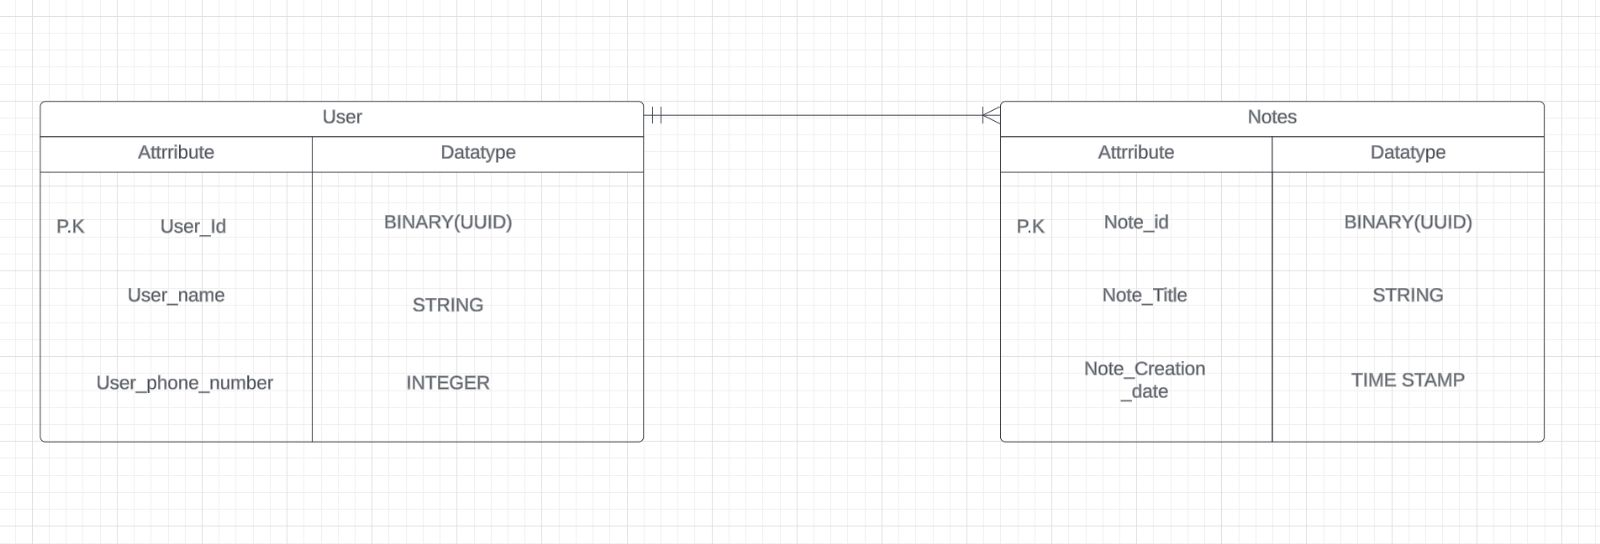 User
Attrribute Datatype
P.K User_Id BINARY(UUID)
User_name STRING
User_phone_number INTEGER
Notes
Attrribute Datatype
P.K Note_id BINARY(UUID)
Note_Title STRING
Note_Creation
_date TIME STAMP